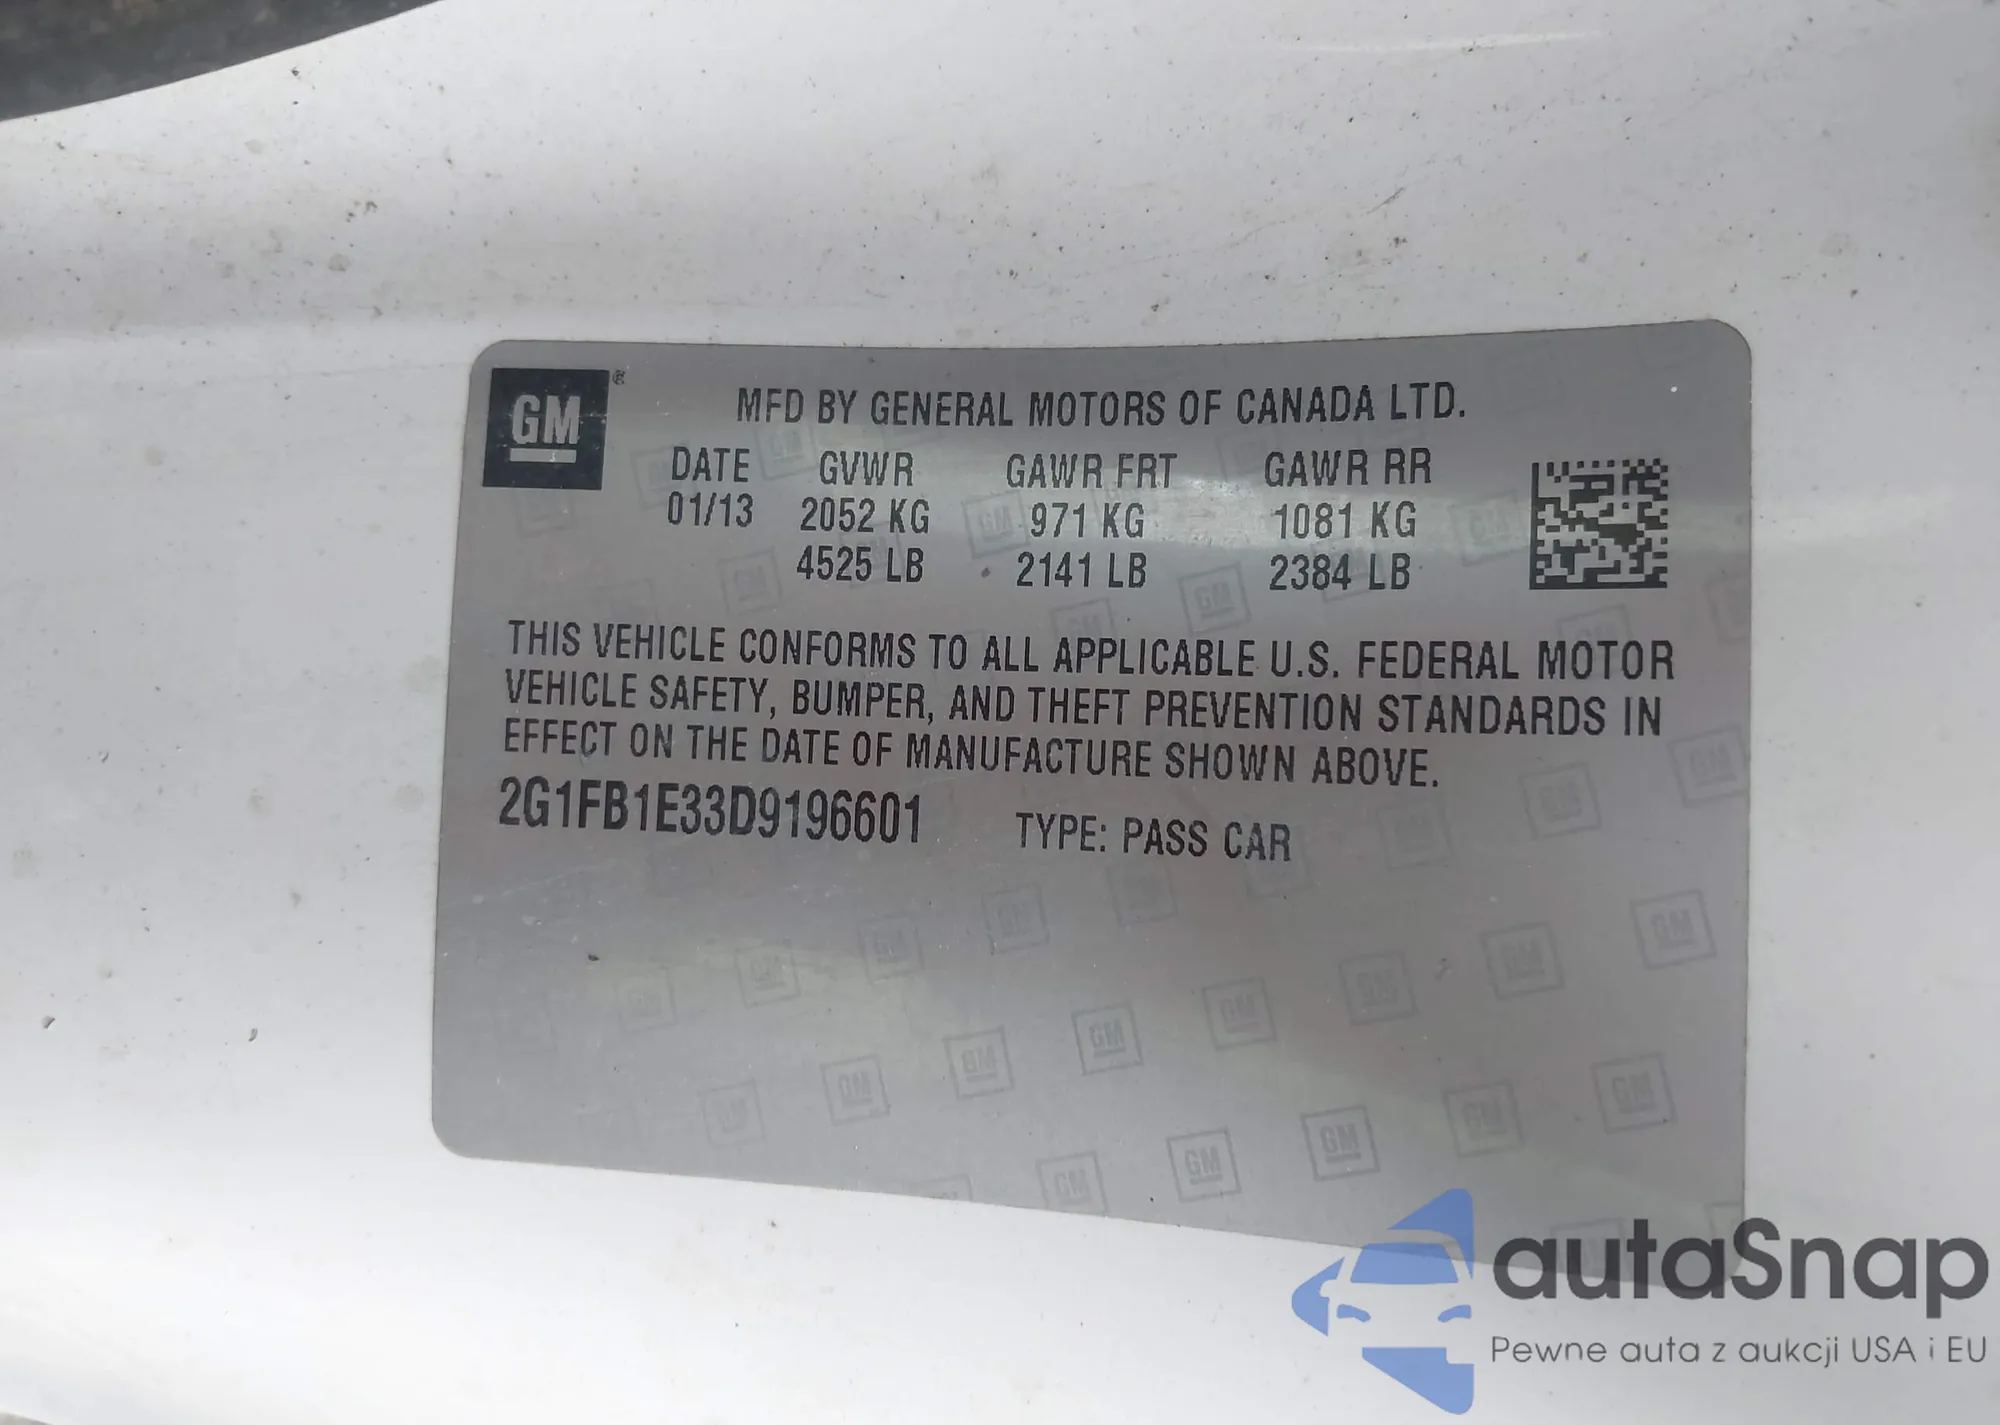 GM®
MFD BY GENERAL MOTORS OF CANADA LTD.
DATE GVWR GAWR FRT GAWR RR
01/13 2052 KG 971 KG 1081 KG
4525 LB 2141 LB 2384 LB
THIS VEHICLE CONFORMS TO ALL APPLICABLE U.S. FEDERAL MOTOR
VEHICLE SAFETY, BUMPER, AND THEFT PREVENTION STANDARDS IN
EFFECT ON THE DATE OF MANUFACTURE SHOWN ABOVE.
2G1FB1E33D9196601 TYPE: PASS CAR
autaSnap
Pewne auta z aukcji USA i EU